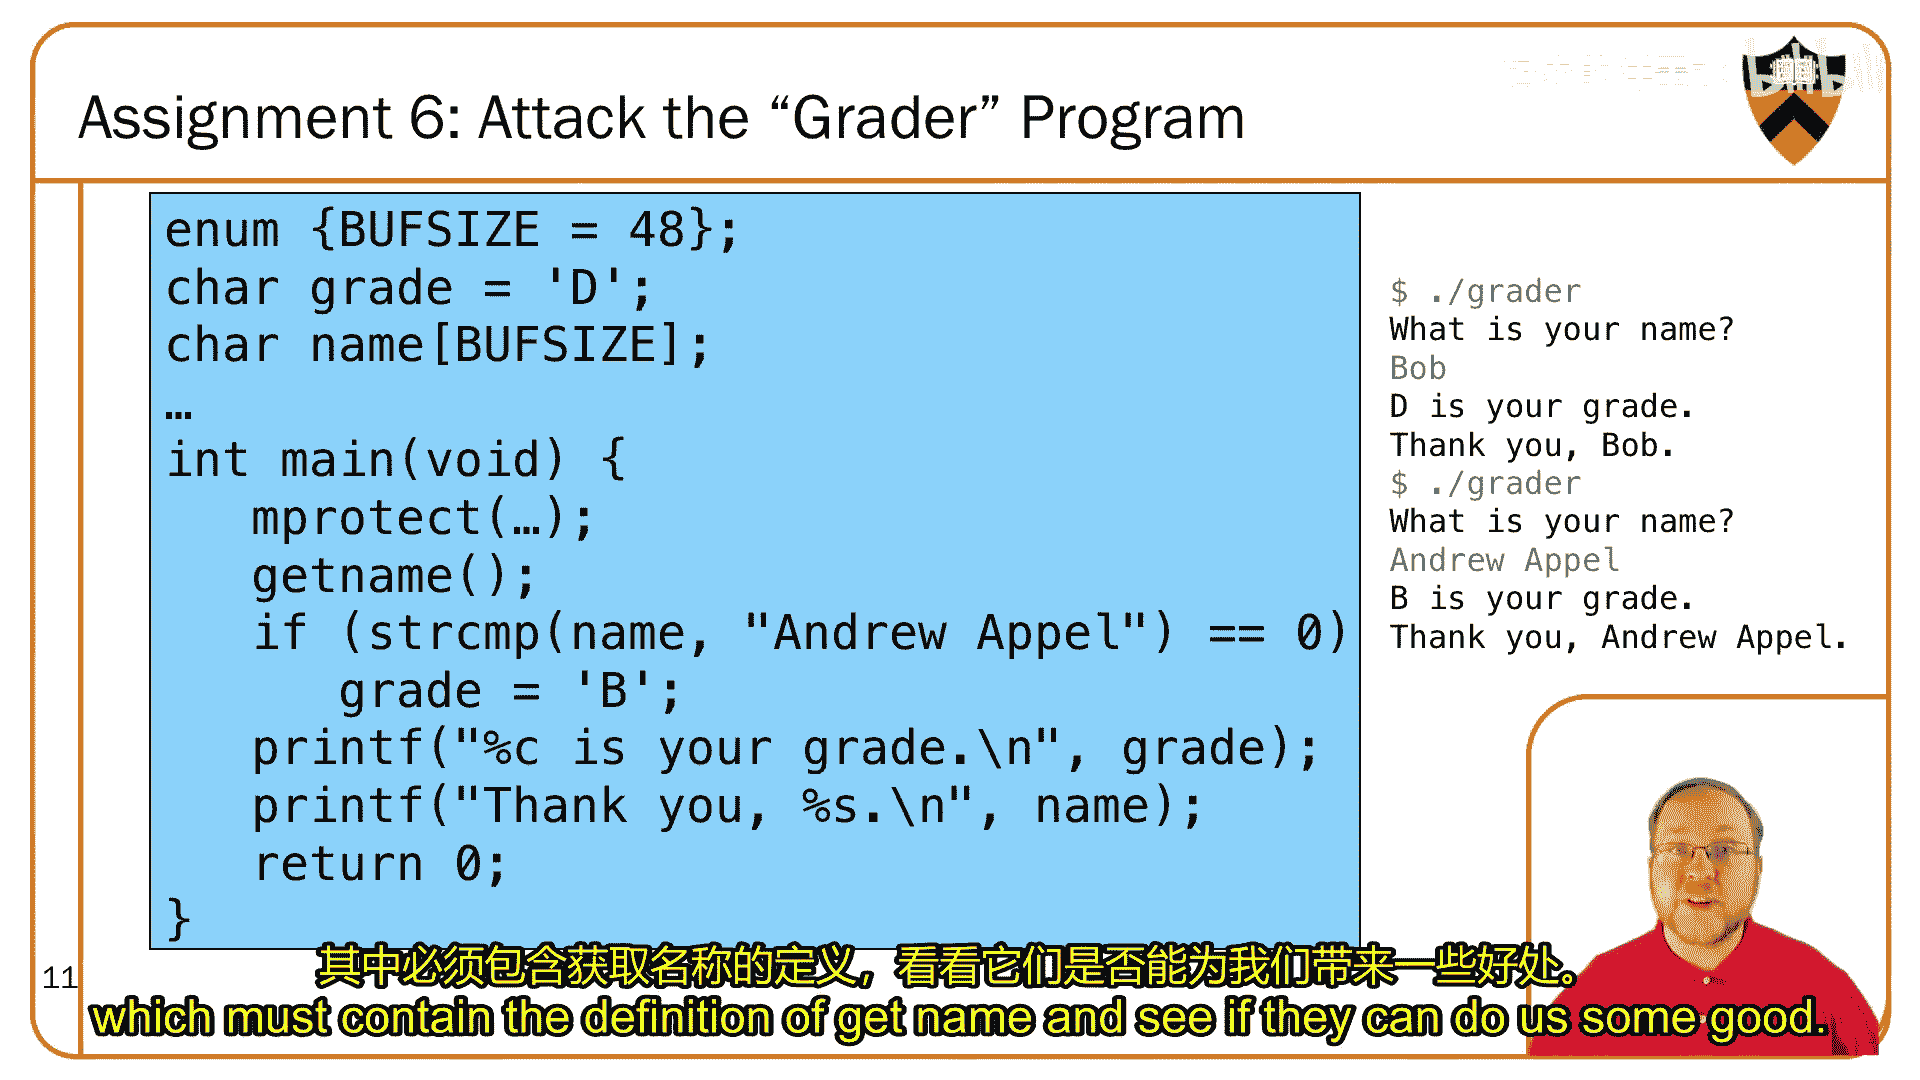 Assignment 6: Attack the “Grader” Program
enum {BUFSIZE = 48};
char grade = 'D';
char name[BUFSIZE];
…
int main(void) {
   mprotect(…);
   getname();
   if (strcmp(name, "Andrew Appel") == 0)
      grade = 'B';
   printf("%c is your grade.\n", grade);
   printf("Thank you, %s.\n", name);
   return 0;
}
$ ./grader
What is your name?
Bob
D is your grade.
Thank you, Bob.
$ ./grader
What is your name?
Andrew Appel
B is your grade.
Thank you, Andrew Appel.
11
其中必须包含获取名称的定义，看看它们是否能为我们带来一些好处。
which must contain the definition of get name and see if they can do us some good.